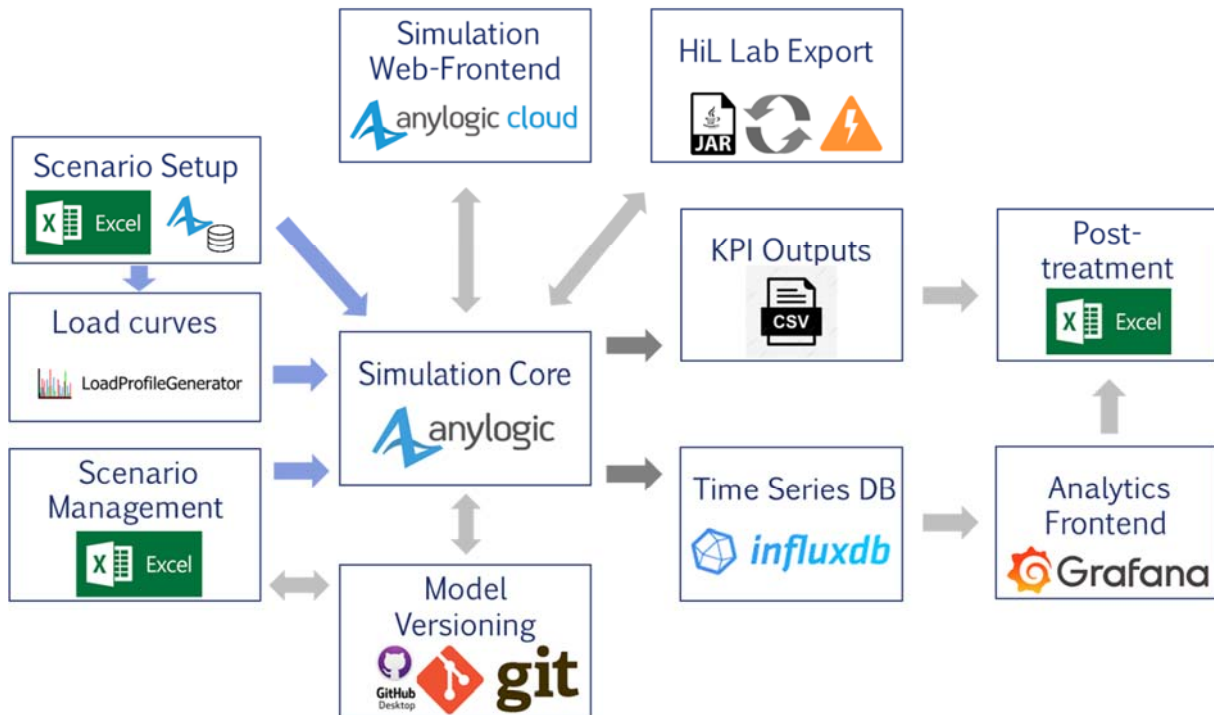 Simulation
Web-Frontend
anylogic cloud
HiL Lab Export
JAR
Scenario Setup
X Excel
Load curves
LoadProfileGenerator
Scenario
Management
X Excel
Simulation Core
anylogic
Model
Versioning
GitHub
Desktop
git
KPI Outputs
CSV
Time Series DB
influxdb
Post-
treatment
X Excel
Analytics
Frontend
Grafana